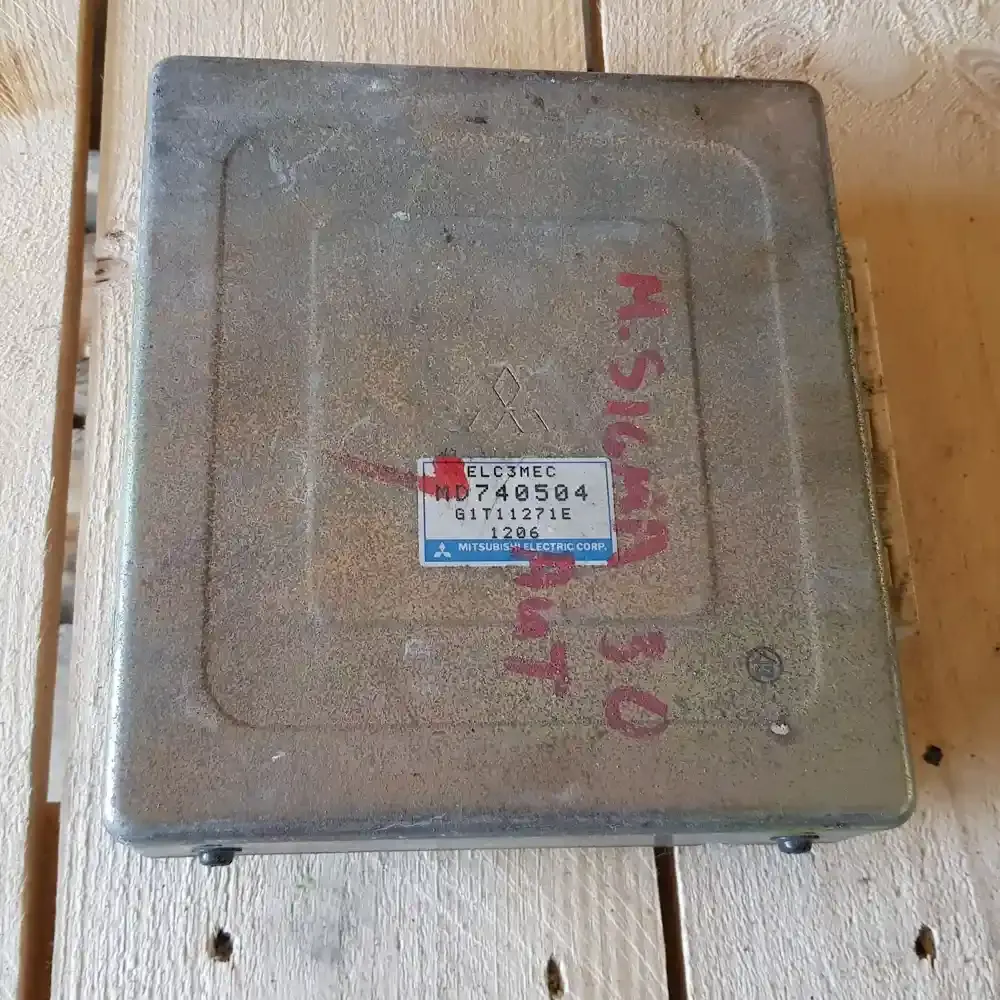 ELC3MEC
MD740504
G1T11271E
1206
MITSUBISHI ELECTRIC CORP.
M.SIGMA 30
AuT